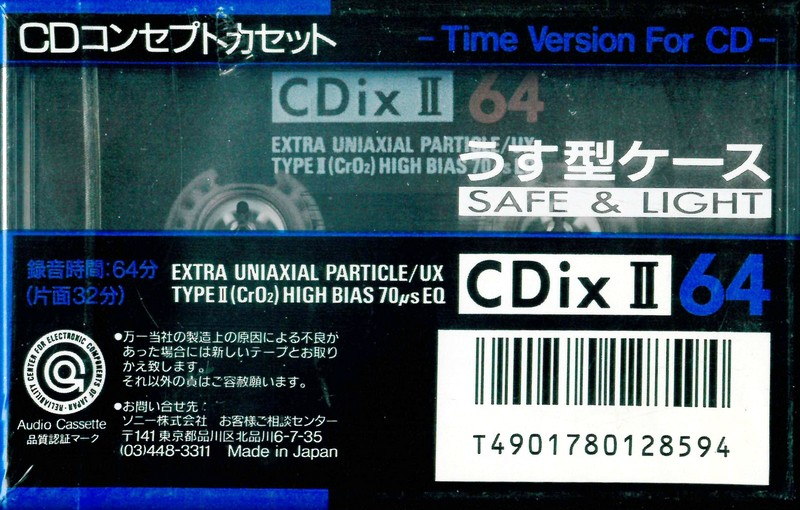 CDコンセプトカセット
– Time Version For CD –
CDix II 64
EXTRA UNIAXIAL PARTICLE/UX
TYPE II (CrO₂) HIGH BIAS 70μs
うす型ケース
SAFE & LIGHT
録音時間:64分
(片面32分)
EXTRA UNIAXIAL PARTICLE/UX
TYPE II (CrO₂) HIGH BIAS 70μs EQ
CDix II 64
RELIABILITY CENTER FOR ELECTRONIC COMPONENTS OF JAPAN
Audio Cassette
品質認証マーク
●万一当社の製造上の原因による不良が
あった場合には新しいテープとお取り
かえ致します。
それ以外の責はご容赦願います。
●お問い合せ先:
ソニー株式会社 お客様ご相談センター
〒141 東京都品川区北品川6-7-35
(03)448-3311 Made in Japan
T4901780128594